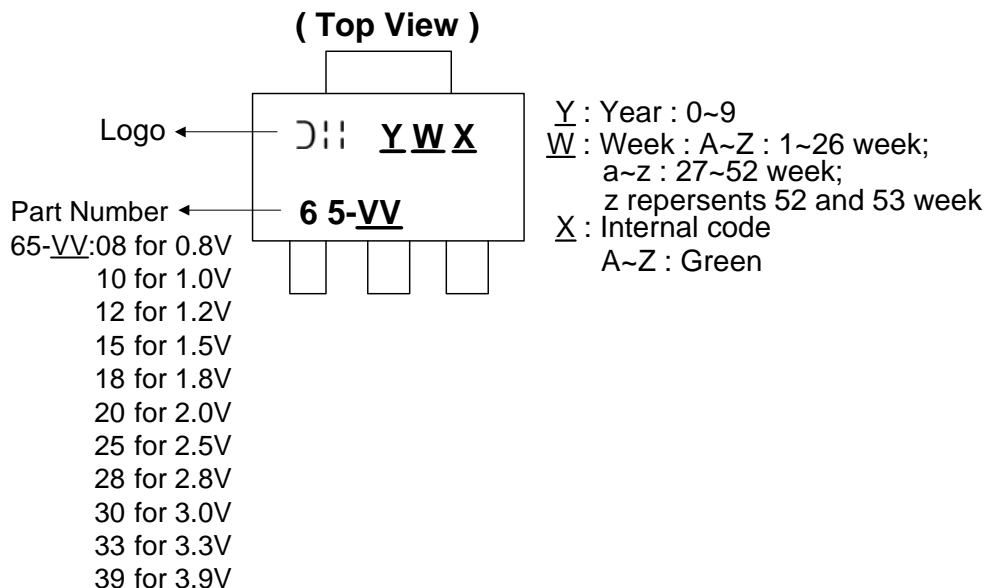 ( Top View )
Logo
Y W X
Part Number
6 5-VV
65-VV:08 for 0.8V
10 for 1.0V
12 for 1.2V
15 for 1.5V
18 for 1.8V
20 for 2.0V
25 for 2.5V
28 for 2.8V
30 for 3.0V
33 for 3.3V
39 for 3.9V
Y : Year : 0~9
W : Week : A~Z : 1~26 week;
a~z : 27~52 week;
z repersents 52 and 53 week
X : Internal code
A~Z : Green